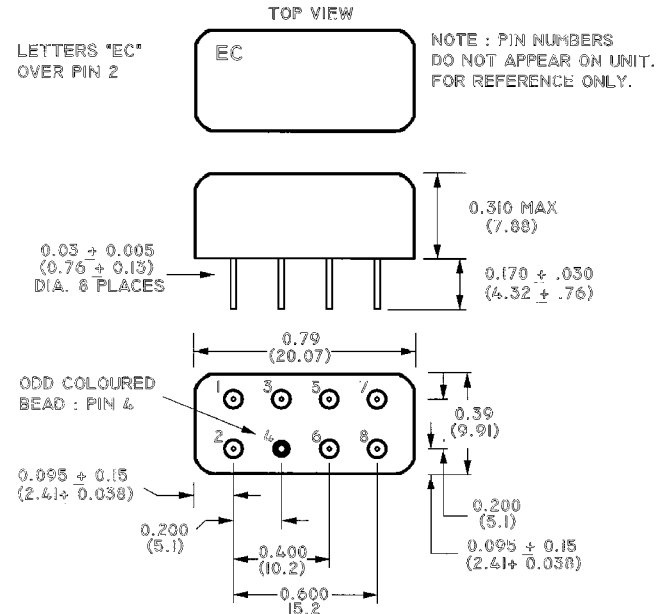 TOP VIEW
LETTERS "EC"
OVER PIN 2
EC
NOTE : PIN NUMBERS
DO NOT APPEAR ON UNIT.
FOR REFERENCE ONLY.
0.310 MAX
(7.88)
0.03 ± 0.005
(0.76 ± 0.13)
DIA. 8 PLACES
0.170 ± .030
(4.32 ± .76)
0.79
(20.07)
ODD COLOURED
BEAD : PIN 4
1 3 5 7
2 4 6 8
0.39
(9.91)
0.095 ± 0.15
(2.41± 0.038)
0.200
(5.1)
0.400
(10.2)
0.600
15.2
0.200
(5.1)
0.095 ± 0.15
(2.41± 0.038)